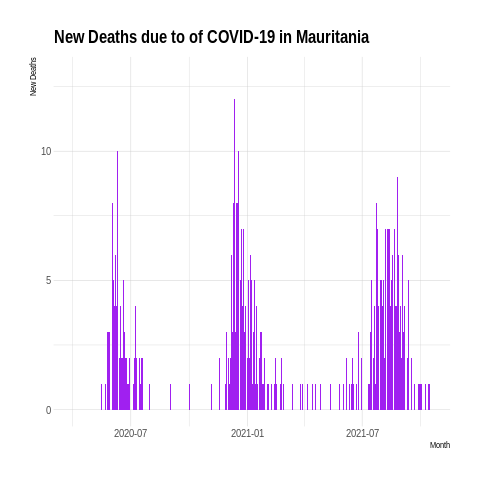 New Deaths due to of COVID-19 in Mauritania
New Deaths
10
5
0
2020-07
2021-01
2021-07
Month